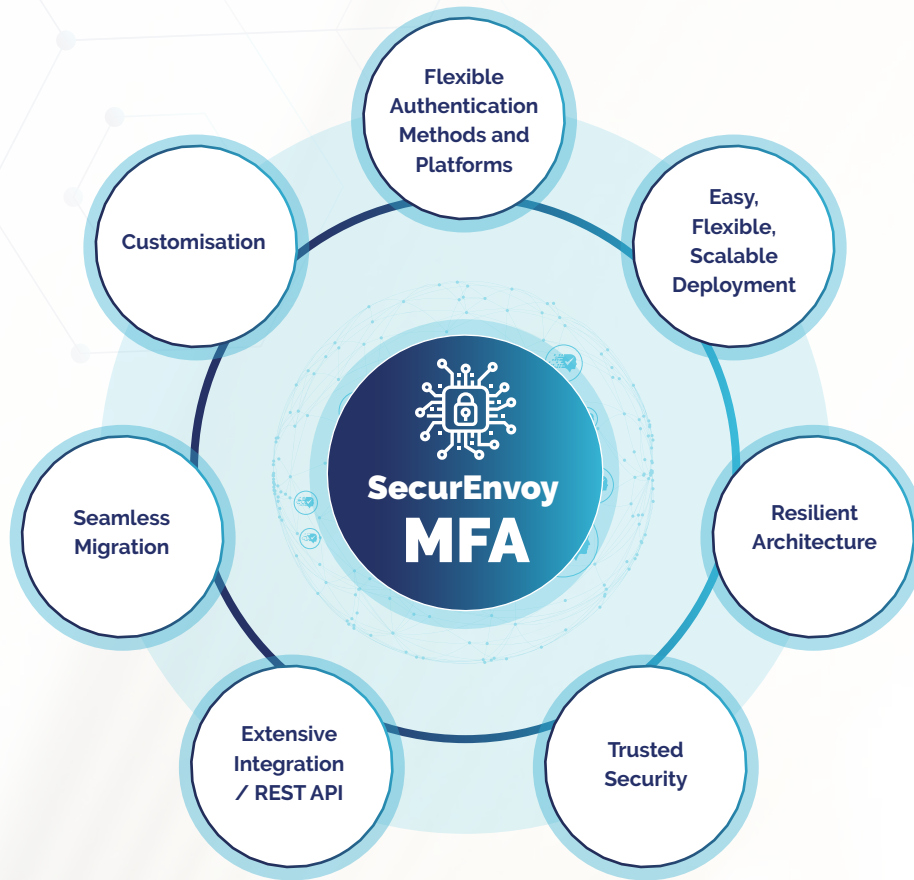 Flexible
Authentication
Methods and
Platforms
Easy,
Flexible,
Scalable
Deployment
Resilient
Architecture
Trusted
Security
Extensive
Integration
/ REST API
Seamless
Migration
Customisation
SecurEnvoy
MFA